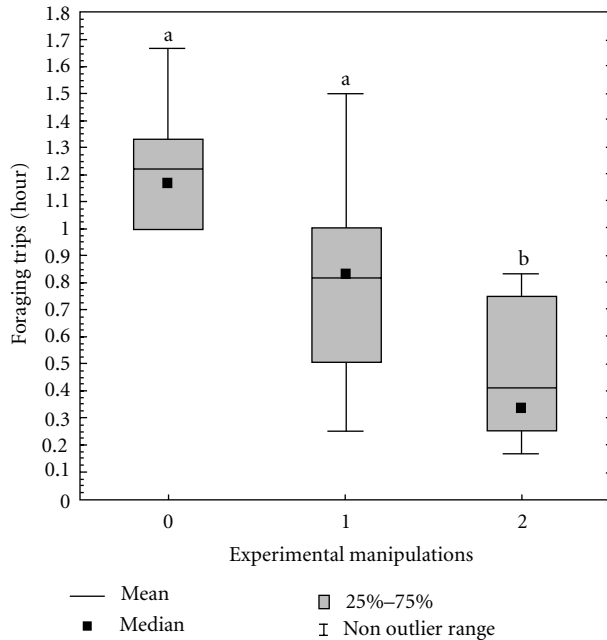 1.8
1.7
1.6
1.5
1.4
1.3
1.2
1.1
1
0.9
0.8
0.7
0.6
0.5
0.4
0.3
0.2
0.1
0
Foraging trips (hour)
a
a
b
0 1 2
Experimental manipulations
Mean
Median
25%–75%
Non outlier range